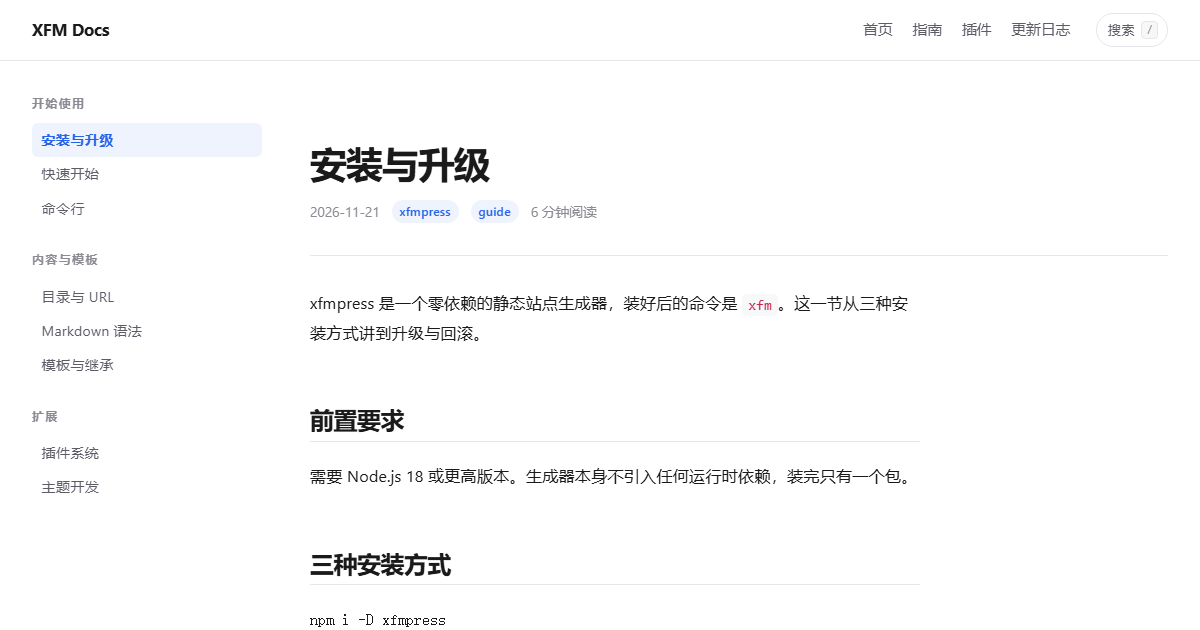 XFM Docs
首页 指南 插件 更新日志 搜索 /
开始使用
安装与升级
快速开始
命令行
内容与模板
目录与 URL
Markdown 语法
模板与继承
扩展
插件系统
主题开发
安装与升级
2026-11-21 xfmpress guide 6 分钟阅读
xfmpress 是一个零依赖的静态站点生成器，装好后的命令是 xfm 。这一节从三种安
装方式讲到升级与回滚。
前置要求
需要 Node.js 18 或更高版本。生成器本身不引入任何运行时依赖，装完只有一个包。
三种安装方式
npm i -D xfmpress